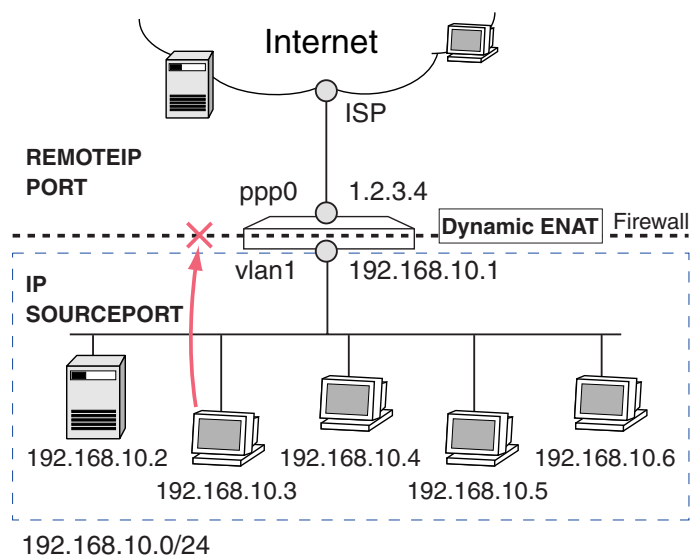 Internet
ISP
REMOTEIP
PORT
ppp0
1.2.3.4
Dynamic ENAT
Firewall
vlan1
192.168.10.1
IP
SOURCEPORT
192.168.10.2
192.168.10.3
192.168.10.4
192.168.10.5
192.168.10.6
192.168.10.0/24